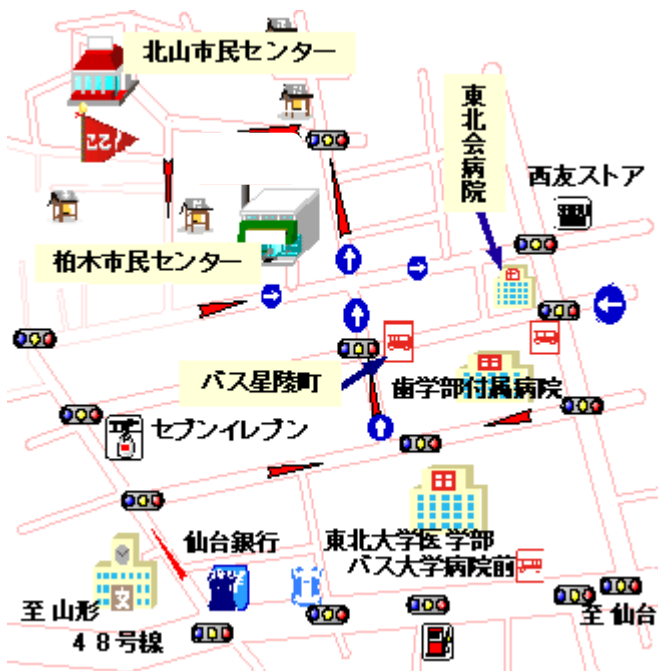 北山市民センター
東北会病院
西友ストア
柏木市民センター
バス星陵町
歯学部付属病院
セブンイレブン
仙台銀行
東北大学医学部
バス大学病院前
文
至 山形
48号線
至 仙台